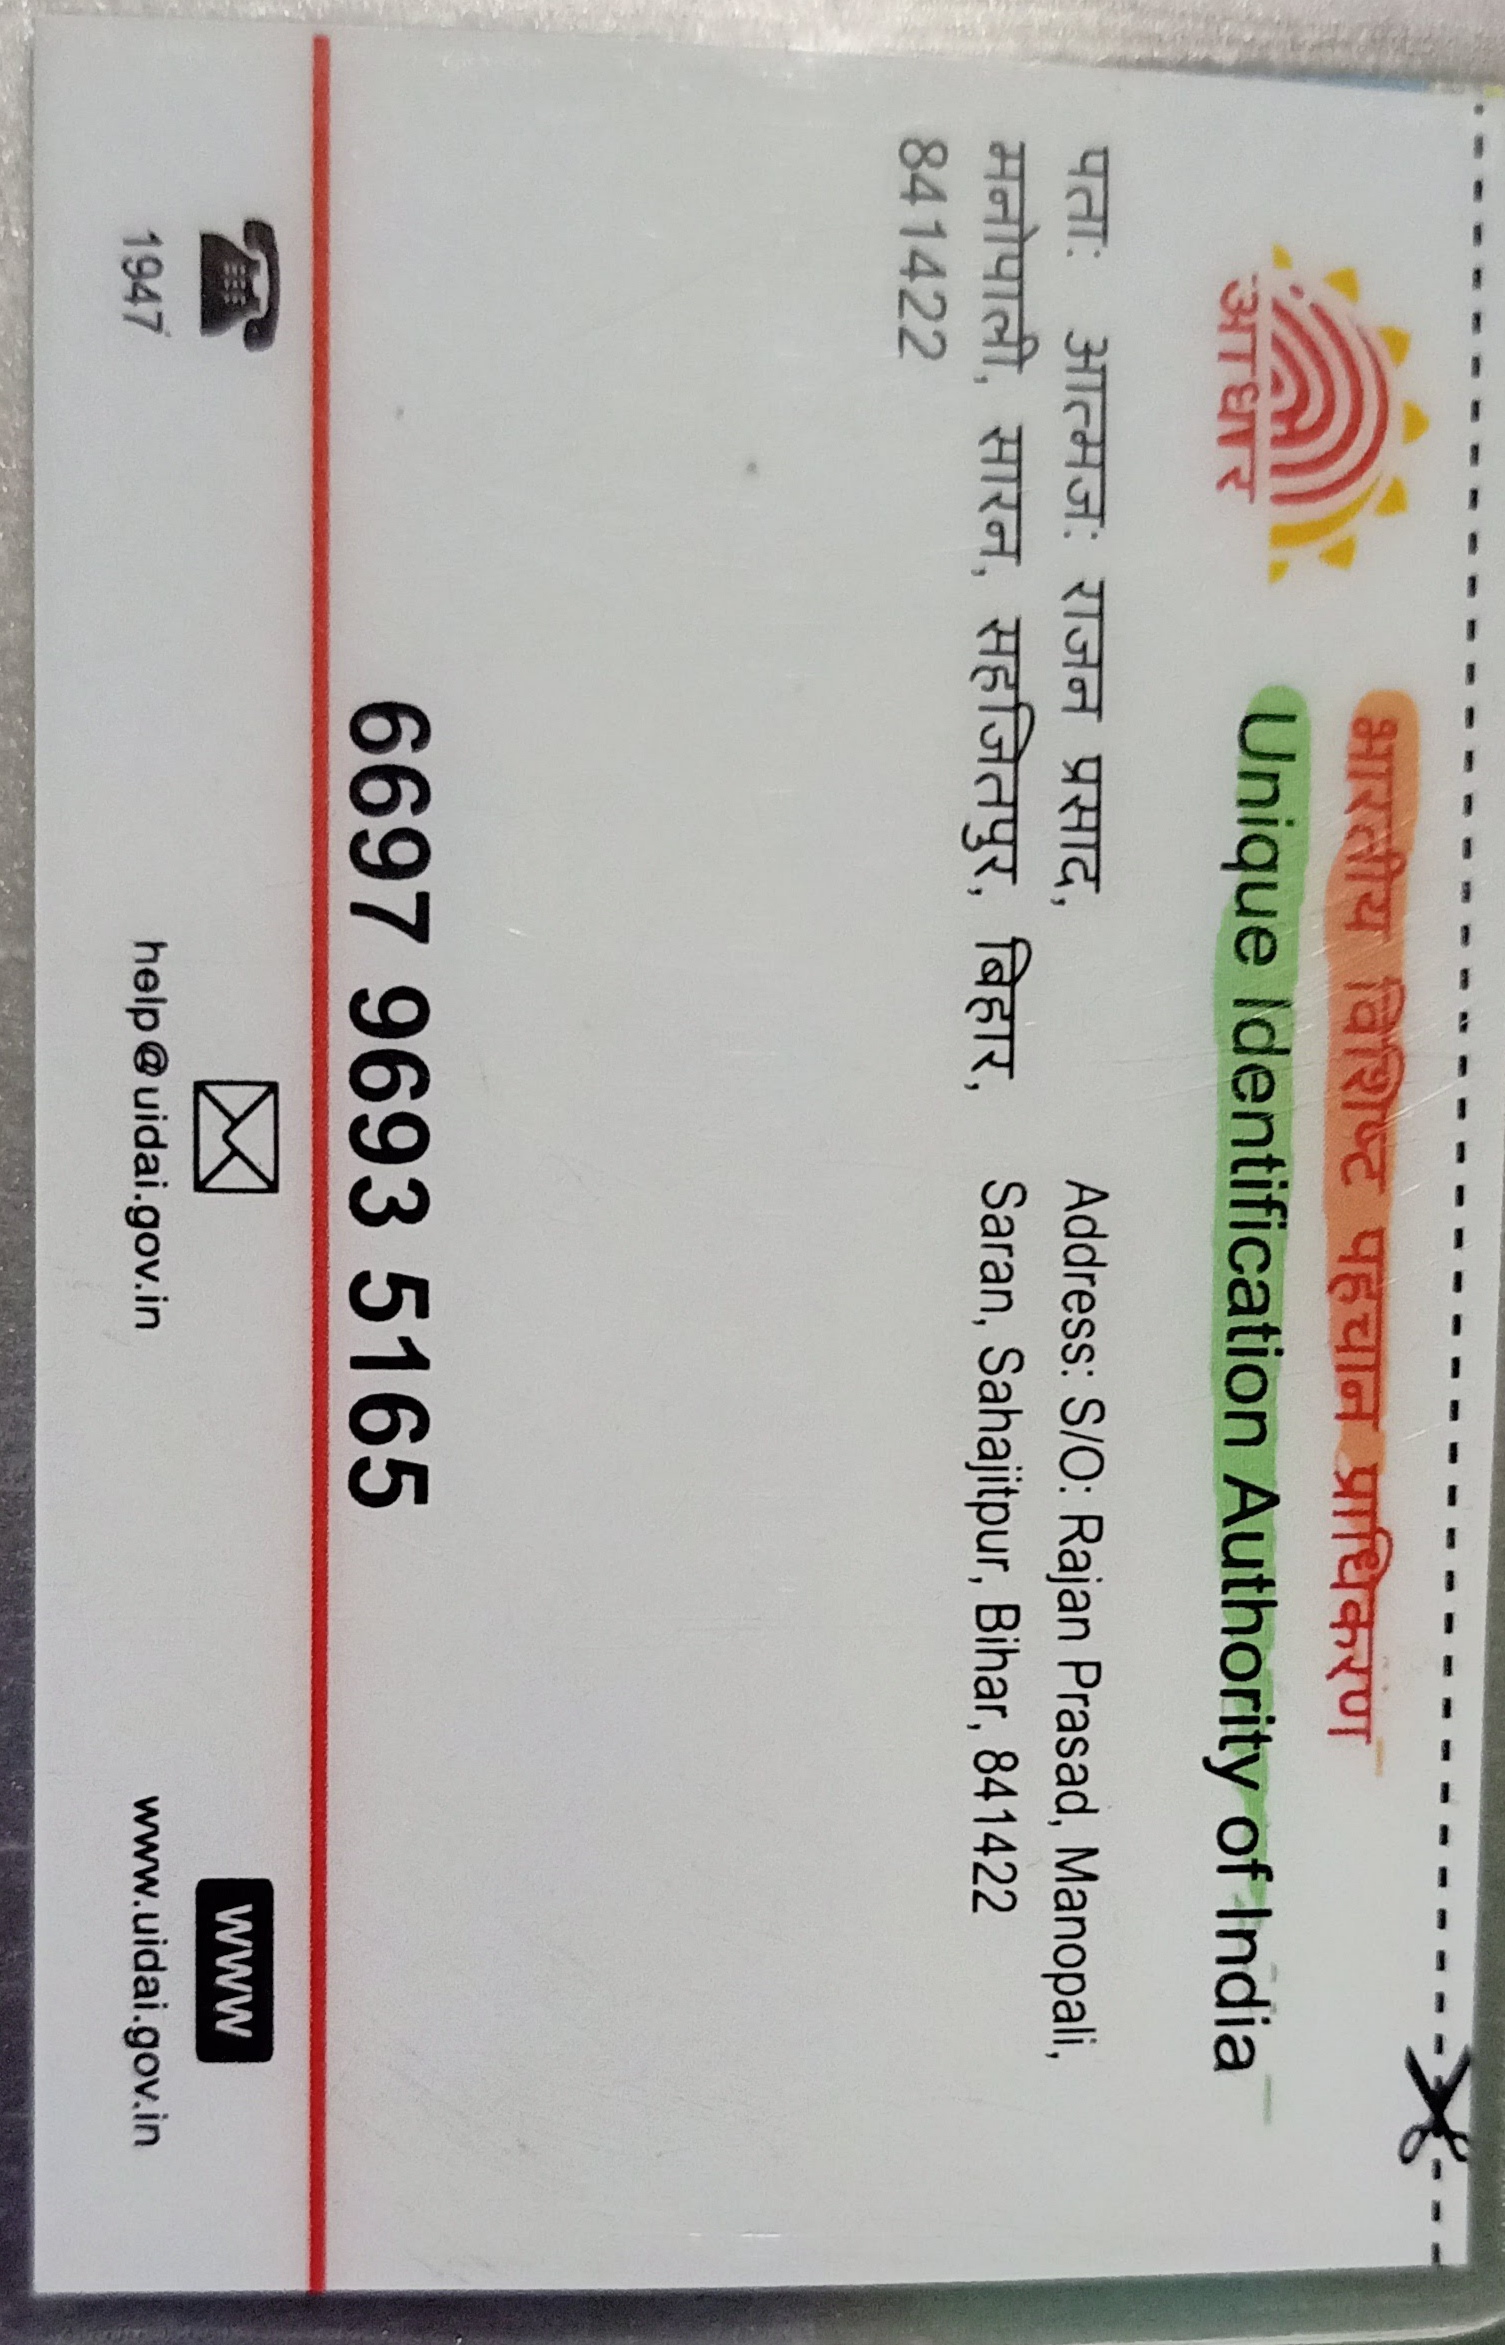 भारतीय विशिष्ट पहचान प्राधिकरण
आधार
Unique Identification Authority of India
पताः आत्मजः राजन प्रसाद,
मनोपाली, सारन, सहजितपुर, बिहार,
841422
Address: S/O: Rajan Prasad, Manopali,
Saran, Sahajitpur, Bihar, 841422
6697 9693 5165
1947
help@uidai.gov.in
www
www.uidai.gov.in